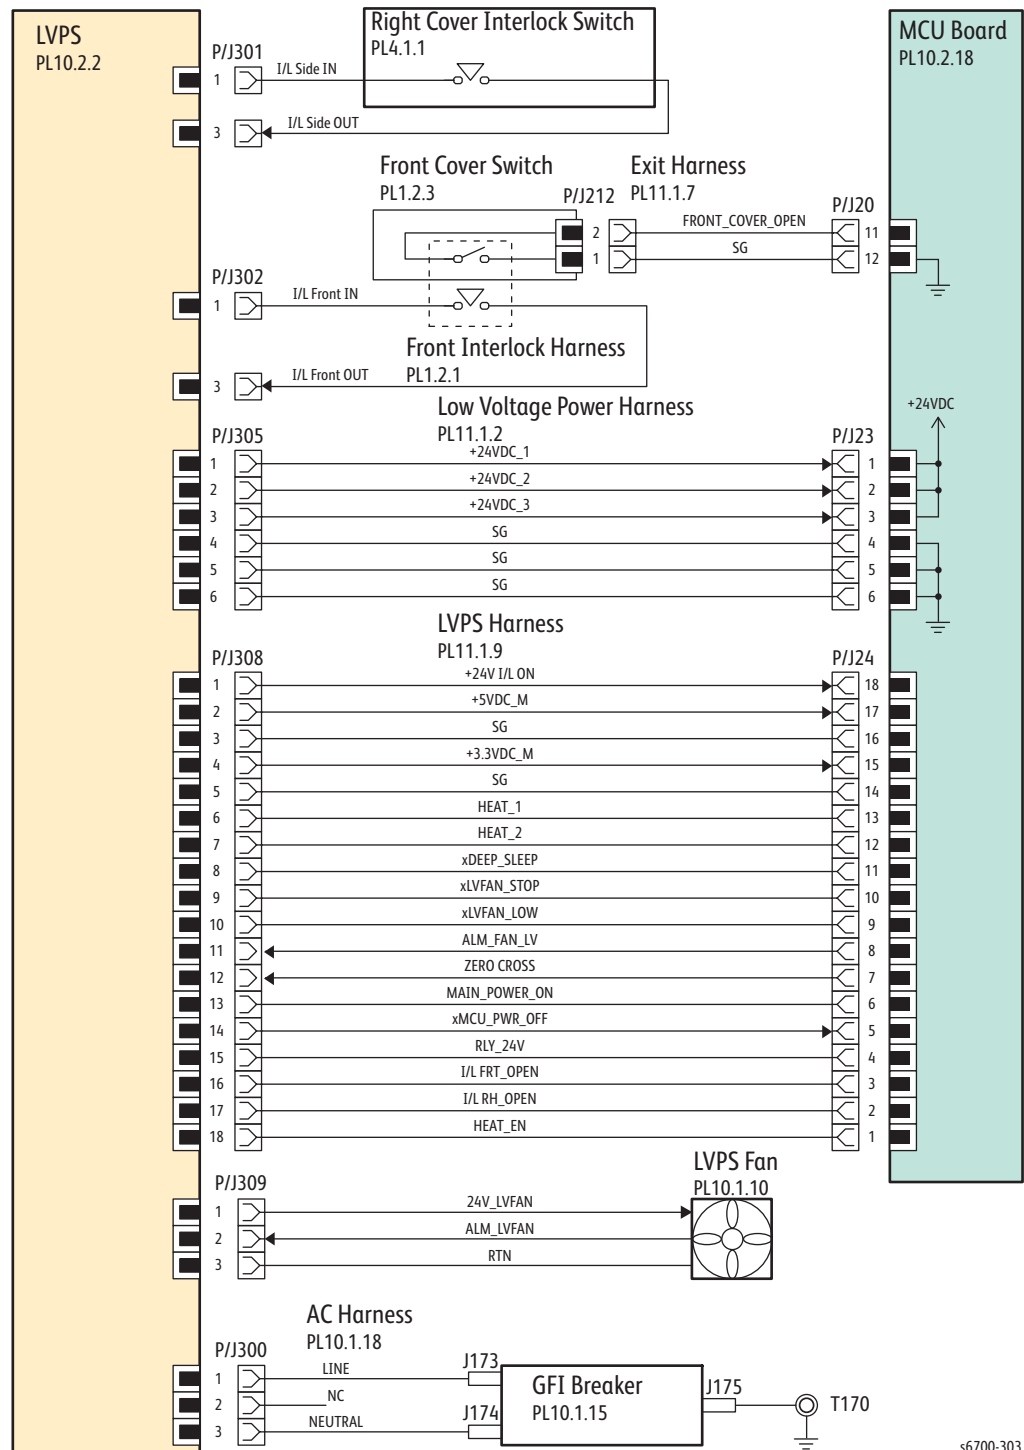 LVPS
PL10.2.2
P/J301
Right Cover Interlock Switch
PL4.1.1
MCU Board
PL10.2.18
1 I/L Side IN
3 I/L Side OUT
Front Cover Switch
PL1.2.3
P/J212
Exit Harness
PL11.1.7
P/J20
2 FRONT_COVER_OPEN 11
1 SG 12
P/J302
1 I/L Front IN
Front Interlock Harness
PL1.2.1
3 I/L Front OUT
Low Voltage Power Harness
PL11.1.2
+24VDC
P/J305 P/J23
1 +24VDC_1 1
2 +24VDC_2 2
3 +24VDC_3 3
4 SG 4
5 SG 5
6 SG 6
LVPS Harness
PL11.1.9
P/J308 P/J24
1 +24V I/L ON 18
2 +5VDC_M 17
3 SG 16
4 +3.3VDC_M 15
5 SG 14
6 HEAT_1 13
7 HEAT_2 12
8 xDEEP_SLEEP 11
9 xLVFAN_STOP 10
10 xLVFAN_LOW 9
11 ALM_FAN_LV 8
12 ZERO CROSS 7
13 MAIN_POWER_ON 6
14 xMCU_PWR_OFF 5
15 RLY_24V 4
16 I/L FRT_OPEN 3
17 I/L RH_OPEN 2
18 HEAT_EN 1
LVPS Fan
PL10.1.10
P/J309
1 24V_LVFAN
2 ALM_LVFAN
3 RTN
AC Harness
PL10.1.18
P/J300
1 LINE J173
2 NC
3 NEUTRAL J174
GFI Breaker
PL10.1.15
J175
T170
s6700-303